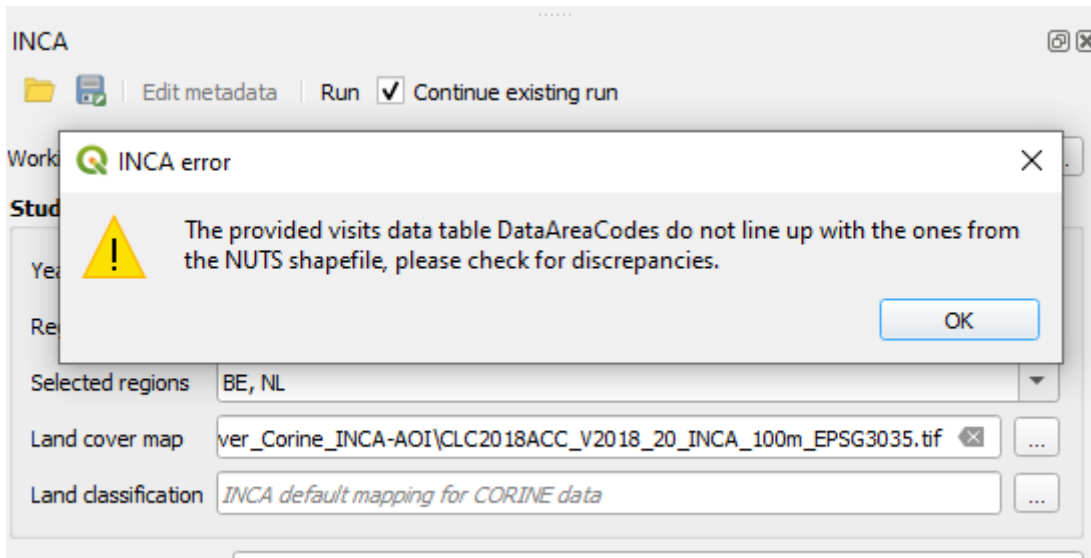 INCA
Edit metadata Run Continue existing run
INCA error
The provided visits data table DataAreaCodes do not line up with the ones from
the NUTS shapefile, please check for discrepancies.
OK
Selected regions BE, NL
Land cover map ver_Corine_INCA-AOI\CLC2018ACC_V2018_20_INCA_100m_EPSG3035.tif ...
Land classification INCA default mapping for CORINE data ...